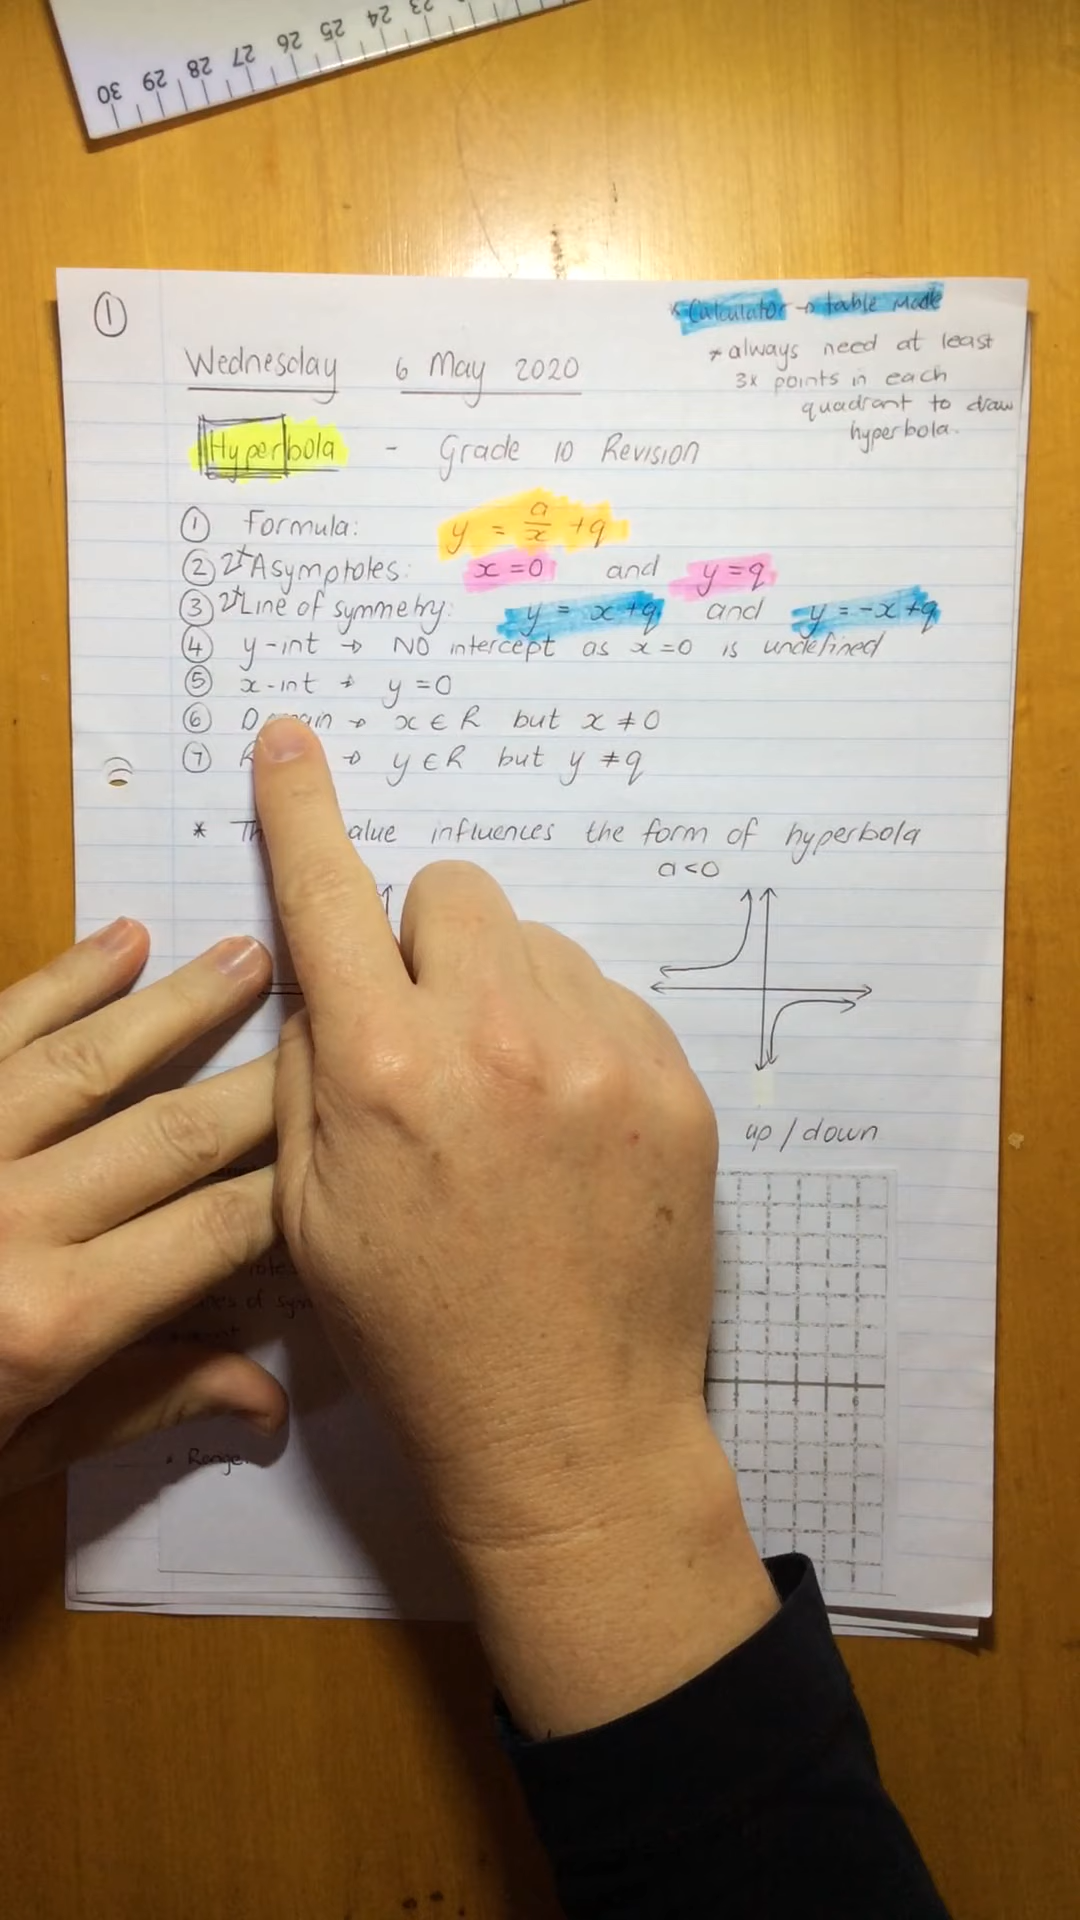 30 29 28 27 26 25 24 23
①
* Calculator → table mode
* always need at least
3x points in each
quadrant to draw
hyperbola.
Wednesday 6 May 2020
Hyperbola - Grade 10 Revision
① Formula: y = a/x + q
② 2* Asymptotes: x = 0 and y = q
③ 2* Line of symmetry: y = x + q and y = -x + q
④ y-int → NO intercept as x = 0 is undefined
⑤ x-int → y = 0
⑥ → x ∈ R but x ≠ 0
⑦ → y ∈ R but y ≠ q
* influences the form of hyperbola
a < 0
up / down
* Range.